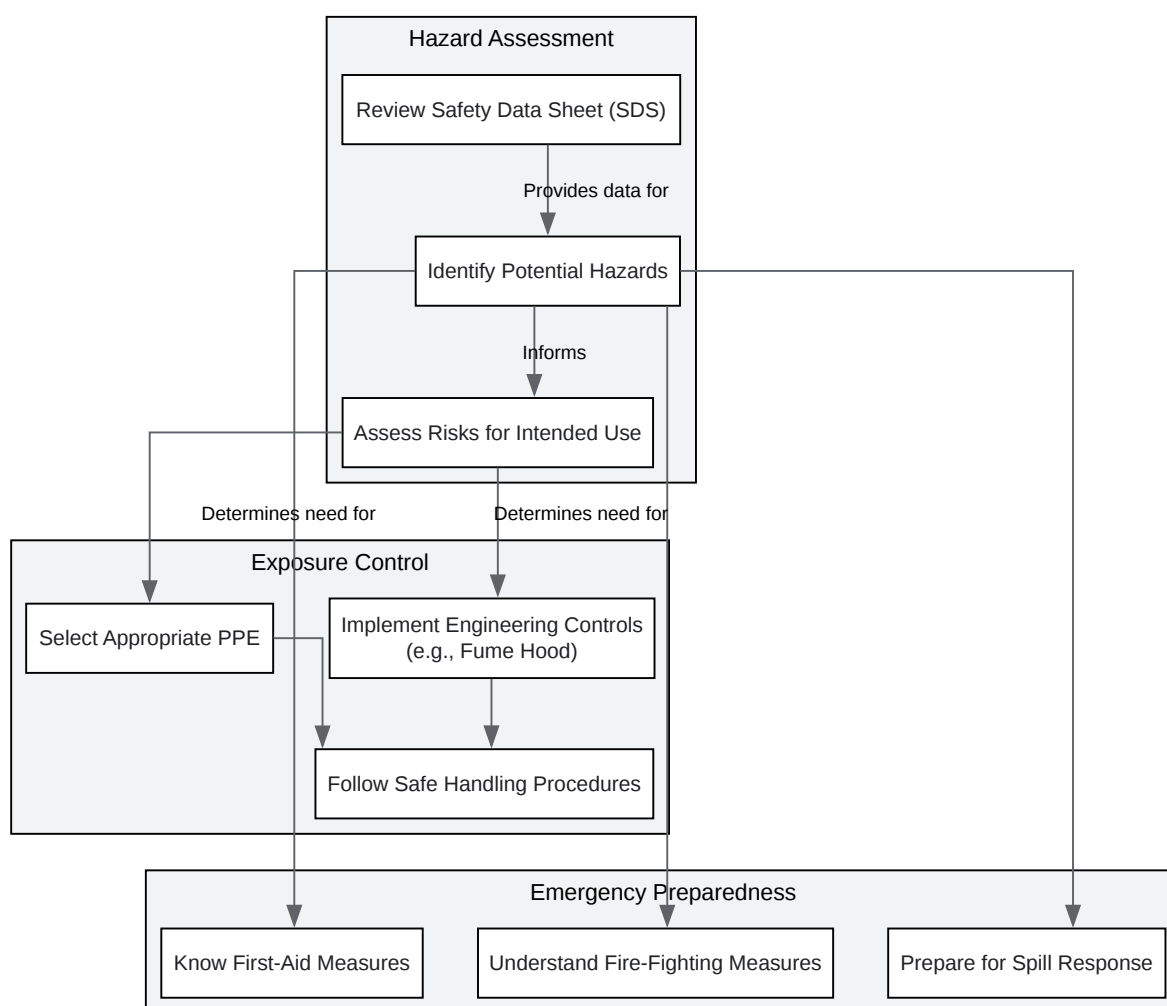 Hazard Assessment
Review Safety Data Sheet (SDS)
Provides data for
Identify Potential Hazards
Informs
Assess Risks for Intended Use
Determines need for
Determines need for
Exposure Control
Select Appropriate PPE
Implement Engineering Controls
(e.g., Fume Hood)
Follow Safe Handling Procedures
Emergency Preparedness
Know First-Aid Measures
Understand Fire-Fighting Measures
Prepare for Spill Response